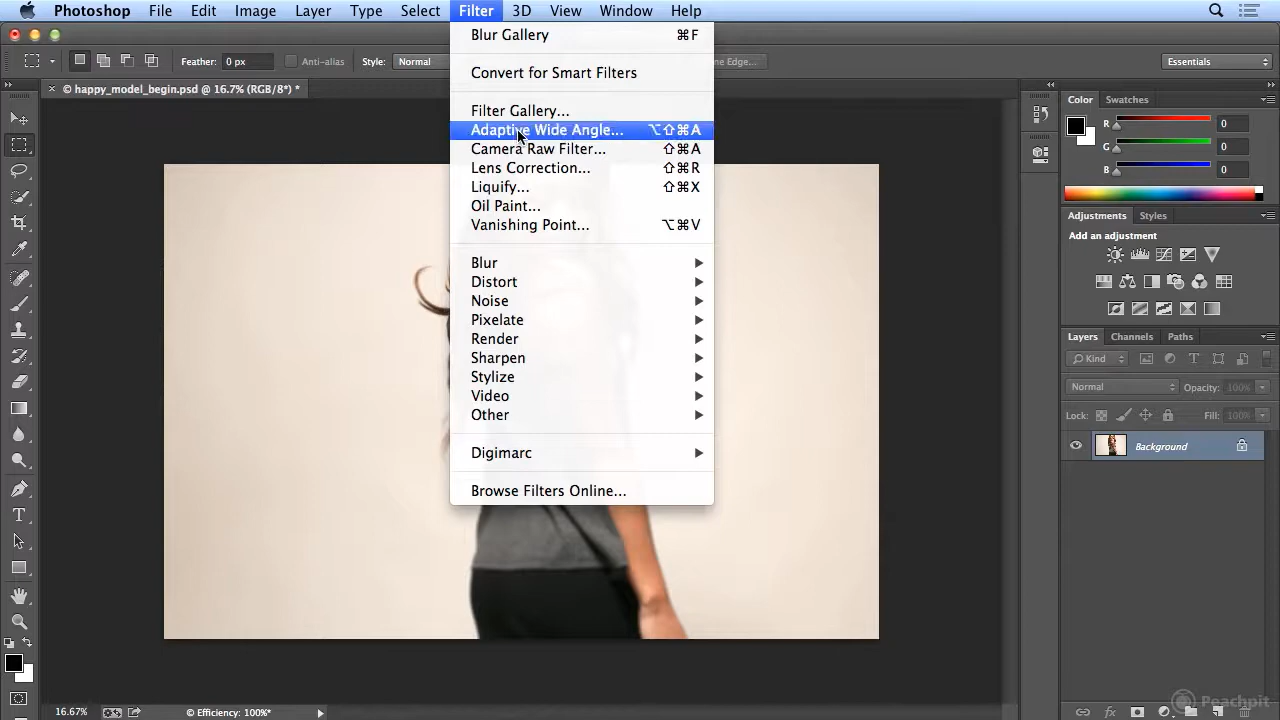 Photoshop File Edit Image Layer Type Select Filter 3D View Window Help
Feather: 0 px Anti-alias Style: Normal ne Edge... Essentials
× © happy_model_begin.psd @ 16.7% (RGB/8*) *
Blur Gallery ⌘F
Convert for Smart Filters
Filter Gallery...
Adaptive Wide Angle... ⌥⇧⌘A
Camera Raw Filter... ⇧⌘A
Lens Correction... ⇧⌘R
Liquify... ⇧⌘X
Oil Paint...
Vanishing Point... ⌥⌘V
Blur
Distort
Noise
Pixelate
Render
Sharpen
Stylize
Video
Other
Digimarc
Browse Filters Online...
Color Swatches
R 0
G 0
B 0
Adjustments Styles
Add an adjustment
Layers Channels Paths
Kind
Normal Opacity: 100%
Lock: Fill: 100%
Background
16.67% © Efficiency: 100%*
Peachpit